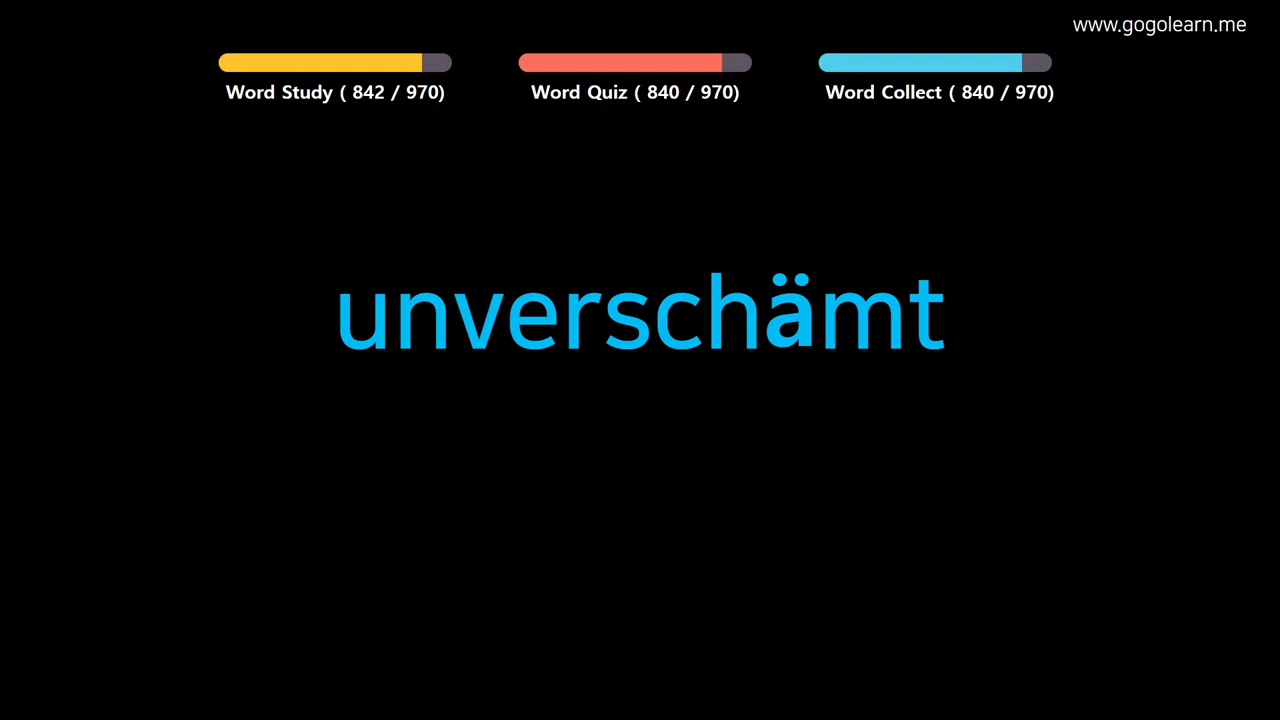 www.gogolearn.me
Word Study ( 842 / 970)
Word Quiz ( 840 / 970)
Word Collect ( 840 / 970)
unverschämt